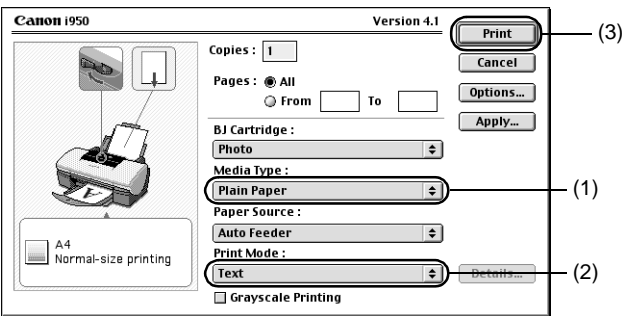 Canon i950 Version 4.1
Print
(3)
Copies : 1
Cancel
Pages : All
Options...
From To
Apply...
BJ Cartridge :
Photo
Media Type :
Plain Paper
(1)
Paper Source :
Auto Feeder
A4
Normal-size printing
Print Mode :
Text
(2)
Details...
Grayscale Printing